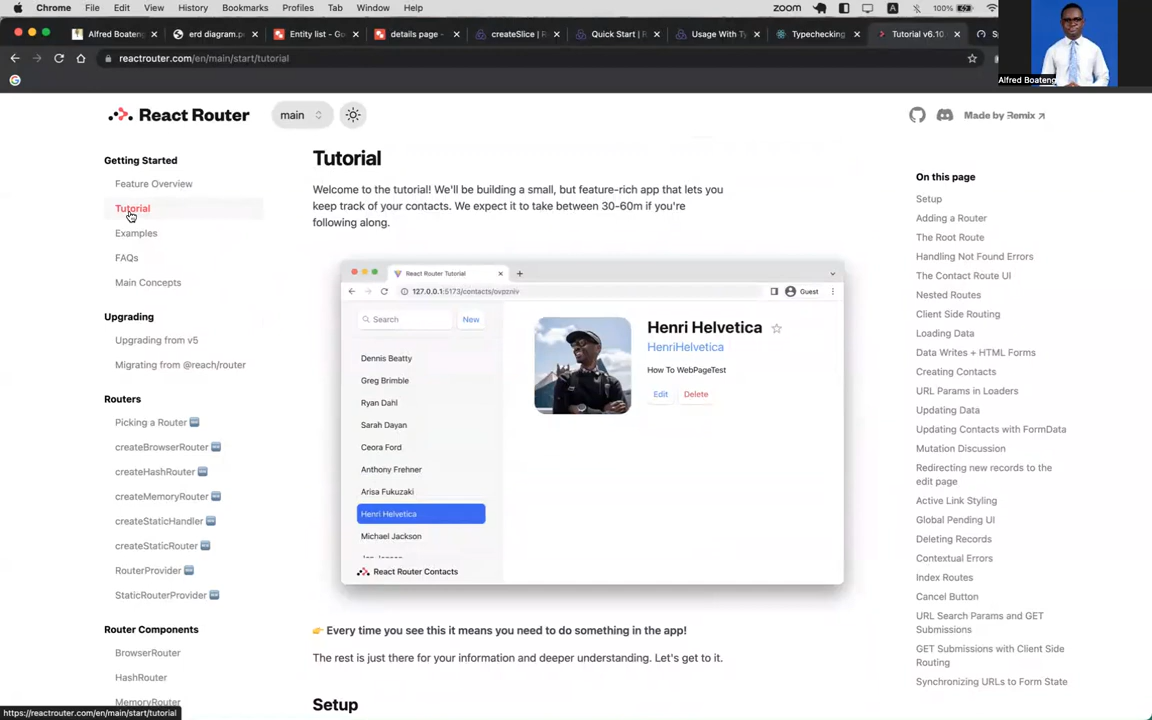 Chrome File Edit View History Bookmarks Profiles Tab Window Help zoom A 100%
Alfred Boateng erd diagram.p Entity list - Go details page - createSlice | R Quick Start | Ru Usage With Ty Typechecking Tutorial v6.10 Sp
reactrouter.com/en/main/start/tutorial
Alfred Boateng
React Router main Made by Remix ↗
Getting Started
Feature Overview
Tutorial
Examples
FAQs
Main Concepts
Upgrading
Upgrading from v5
Migrating from @reach/router
Routers
Picking a Router
createBrowserRouter
createHashRouter
createMemoryRouter
createStaticHandler
createStaticRouter
RouterProvider
StaticRouterProvider
Router Components
BrowserRouter
HashRouter
MemoryRouter
https://reactrouter.com/en/main/start/tutorial
Tutorial
Welcome to the tutorial! We'll be building a small, but feature-rich app that lets you
keep track of your contacts. We expect it to take between 30-60m if you're
following along.
React Router Tutorial
127.0.0.1:5173/contacts/ovpzniv Guest
Search New
Dennis Beatty
Greg Brimble
Ryan Dahl
Sarah Dayan
Ceora Ford
Anthony Frehner
Arisa Fukuzaki
Henri Helvetica
Michael Jackson
React Router Contacts
Henri Helvetica
HenriHelvetica
How To WebPageTest
Edit Delete
👉 Every time you see this it means you need to do something in the app!
The rest is just there for your information and deeper understanding. Let's get to it.
Setup
On this page
Setup
Adding a Router
The Root Route
Handling Not Found Errors
The Contact Route UI
Nested Routes
Client Side Routing
Loading Data
Data Writes + HTML Forms
Creating Contacts
URL Params in Loaders
Updating Data
Updating Contacts with FormData
Mutation Discussion
Redirecting new records to the
edit page
Active Link Styling
Global Pending UI
Deleting Records
Contextual Errors
Index Routes
Cancel Button
URL Search Params and GET
Submissions
GET Submissions with Client Side
Routing
Synchronizing URLs to Form State